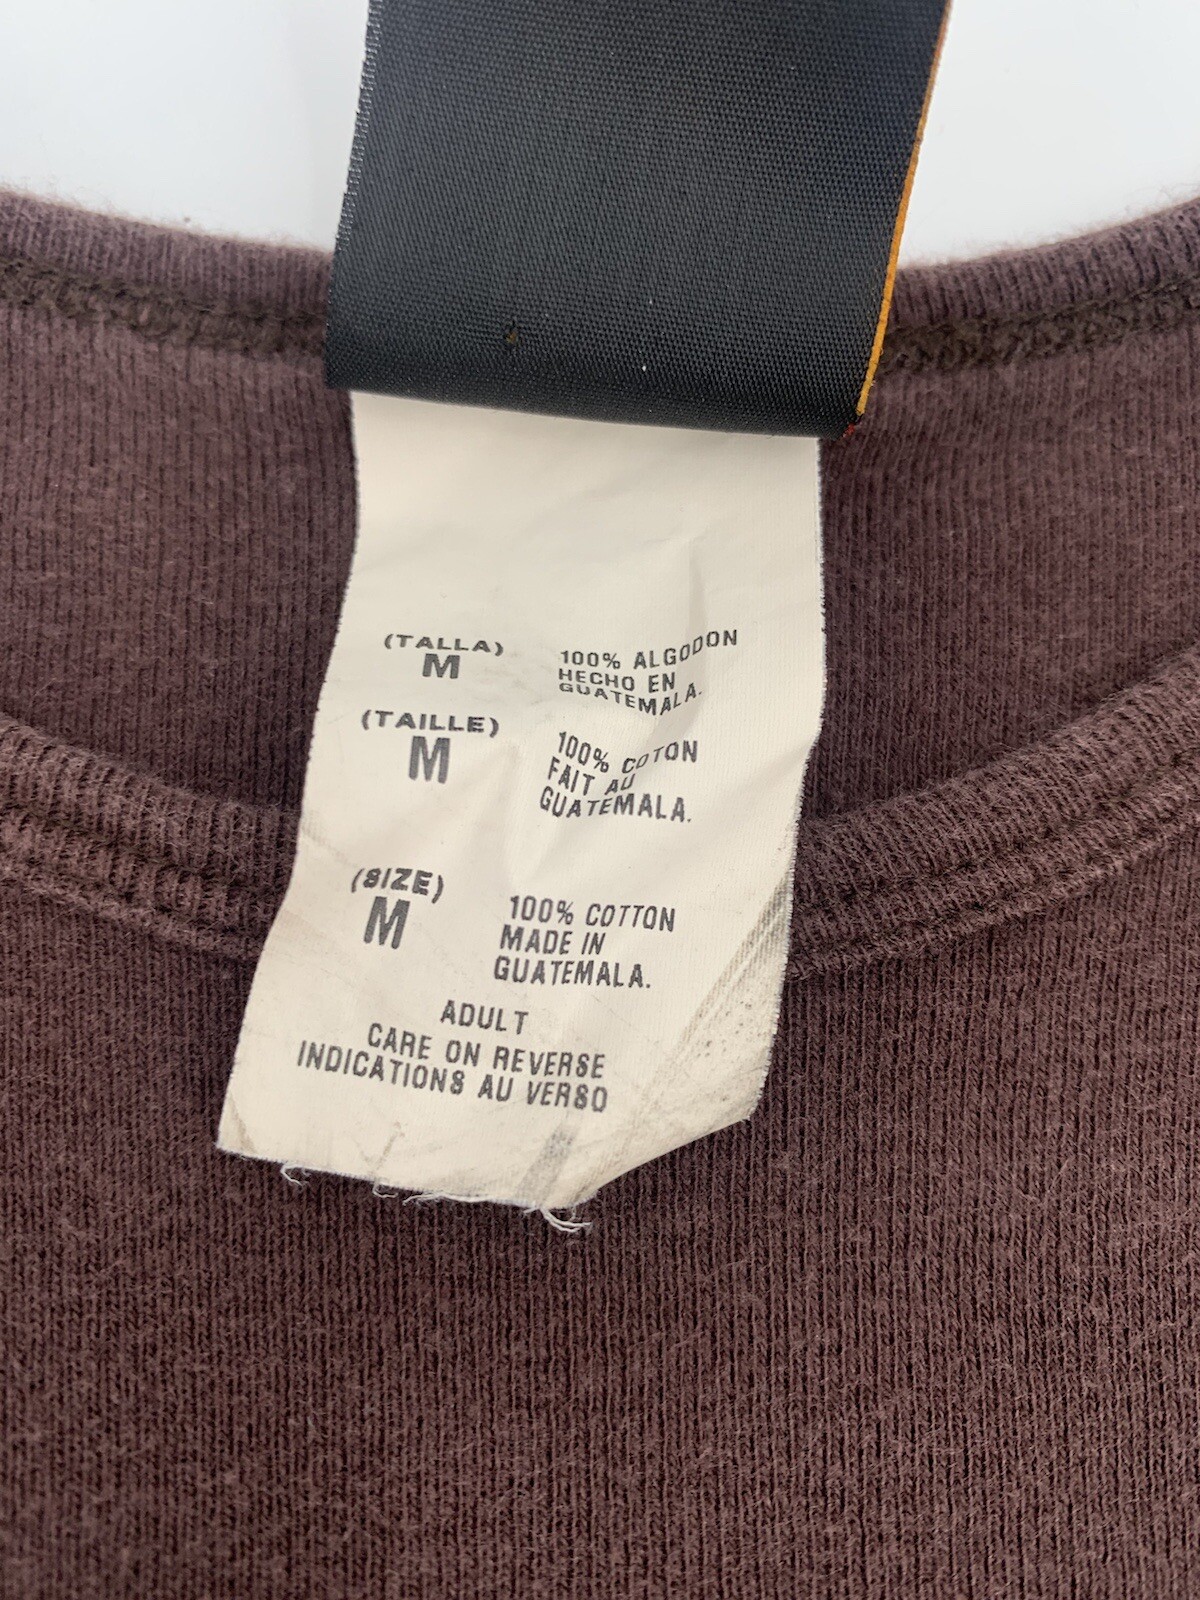 (TALLA)
M
100% ALGODON
HECHO EN
GUATEMALA.
(TAILLE)
M
100% COTON
FAIT AU
GUATEMALA.
(SIZE)
M
100% COTTON
MADE IN
GUATEMALA.
ADULT
CARE ON REVERSE
INDICATIONS AU VERSO